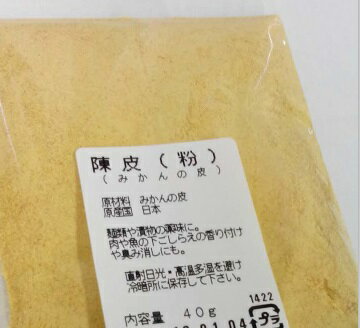 陳皮(粉)
(みかんの皮)
原材料 みかんの皮
原産国 日本
麺類や漬物の薬味に。
肉や魚の下ごしらえの香り付け
や臭み消しにも。
直射日光・高温多湿を避け
冷暗所に保存して下さい。
1422
内容量 40g
01.04
プラ